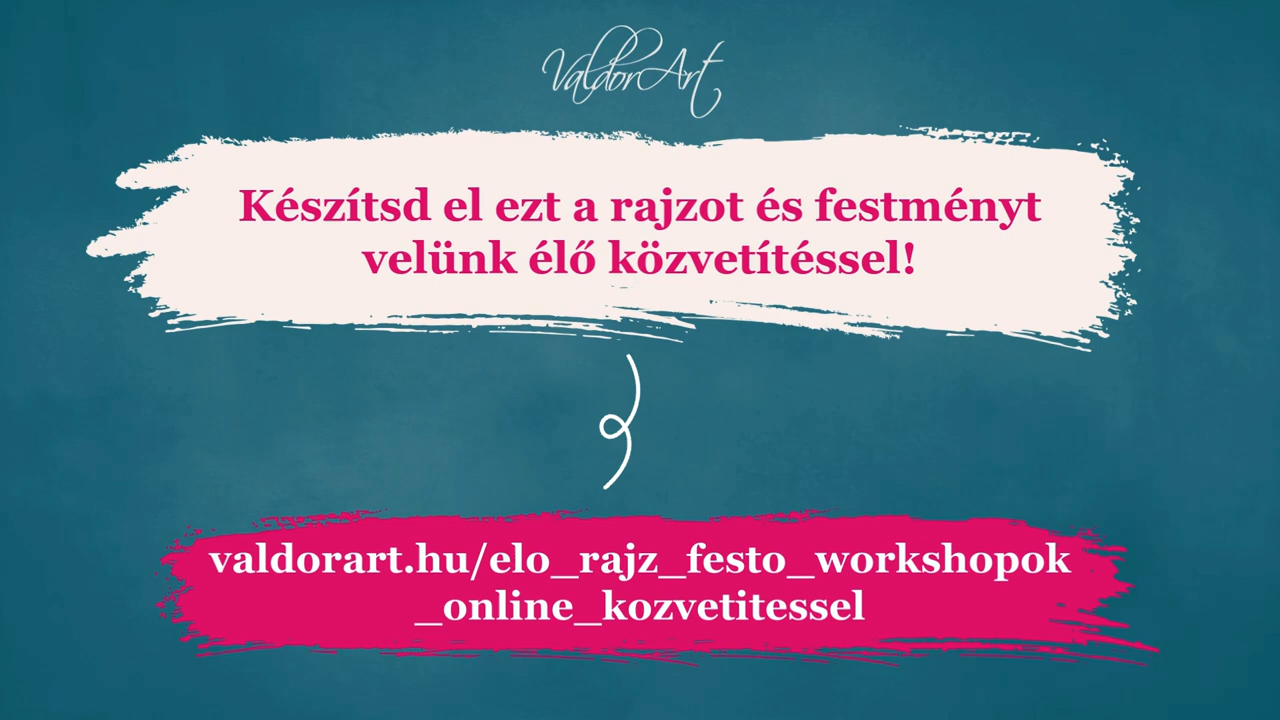 ValdorArt
Készítsd el ezt a rajzot és festményt
velünk élő közvetítéssel!
valdorart.hu/elo_rajz_festo_workshopok
_online_kozvetitessel